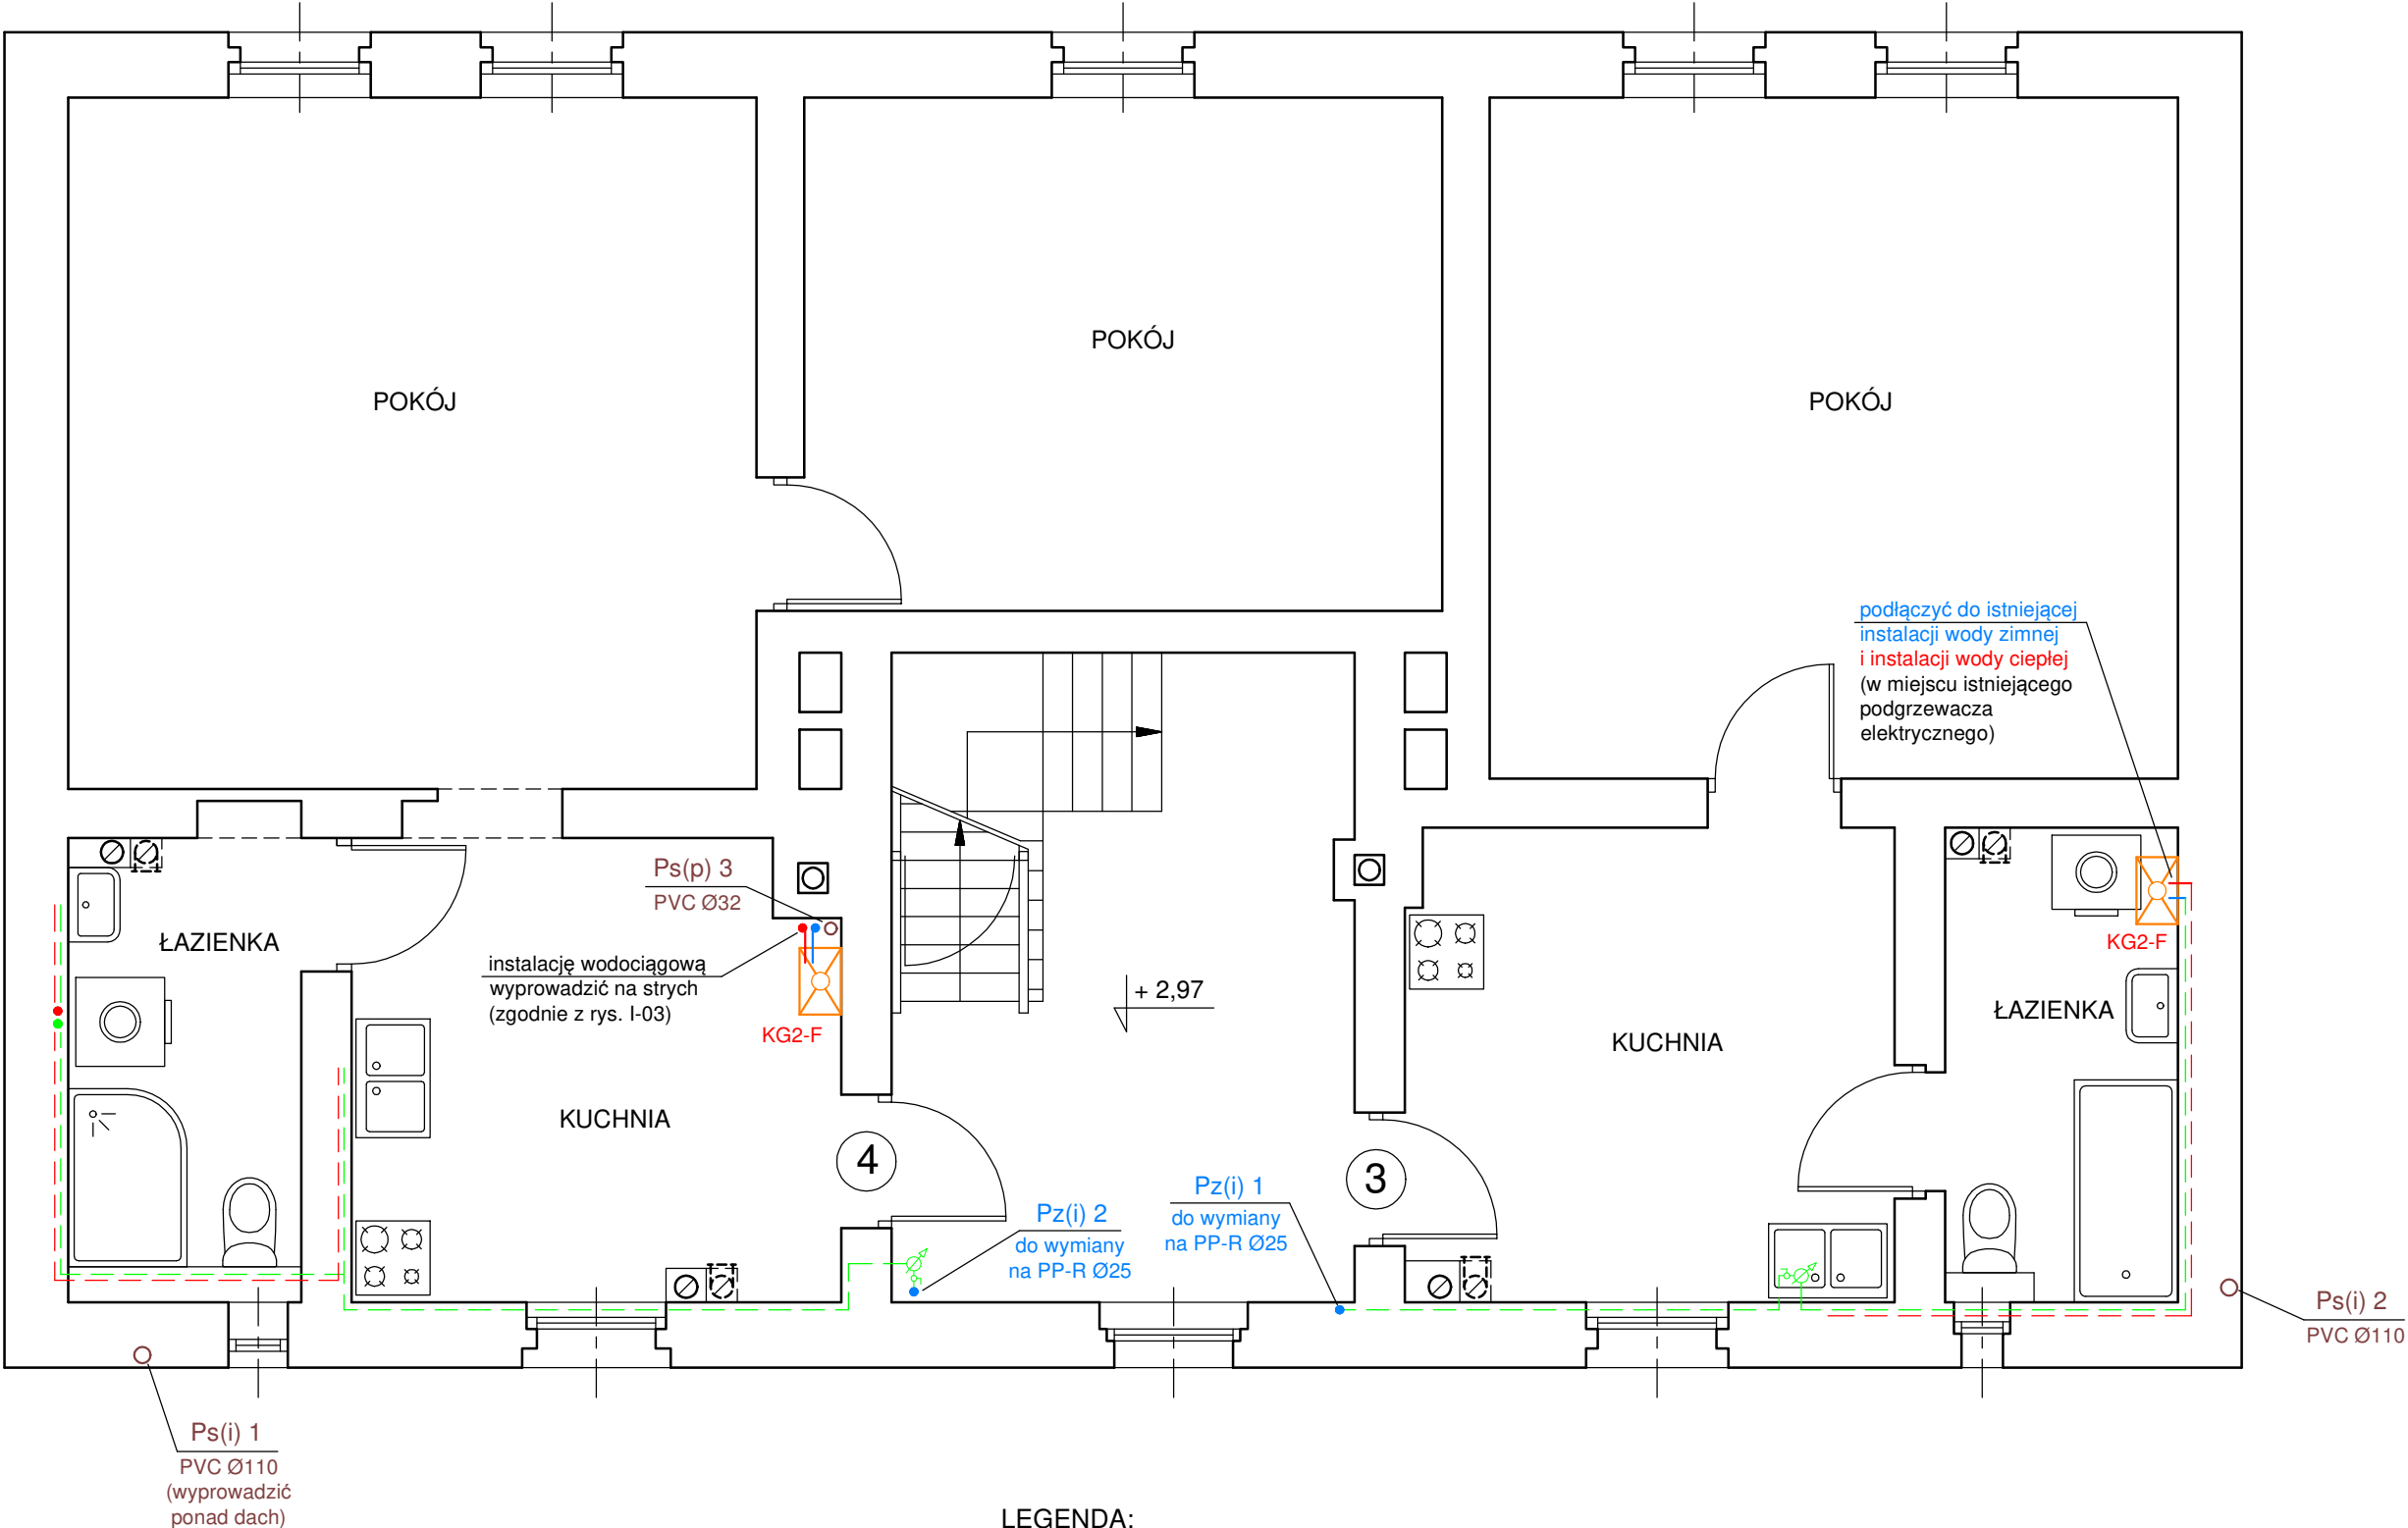 POKÓJ
POKÓJ
POKÓJ
podłączyć do istniejącej
instalacji wody zimnej
i instalacji wody ciepłej
(w miejscu istniejącego
podgrzewacza
elektrycznego)
Ps(p) 3
PVC Ø32
ŁAZIENKA
instalację wodociągową
wyprowadzić na strych
(zgodnie z rys. I-03)
KG2-F
+ 2,97
KG2-F
ŁAZIENKA
KUCHNIA
KUCHNIA
4
3
Pz(i) 2
do wymiany
na PP-R Ø25
Pz(i) 1
do wymiany
na PP-R Ø25
Ps(i) 2
PVC Ø110
Ps(i) 1
PVC Ø110
(wyprowadzić
ponad dach)
LEGENDA: